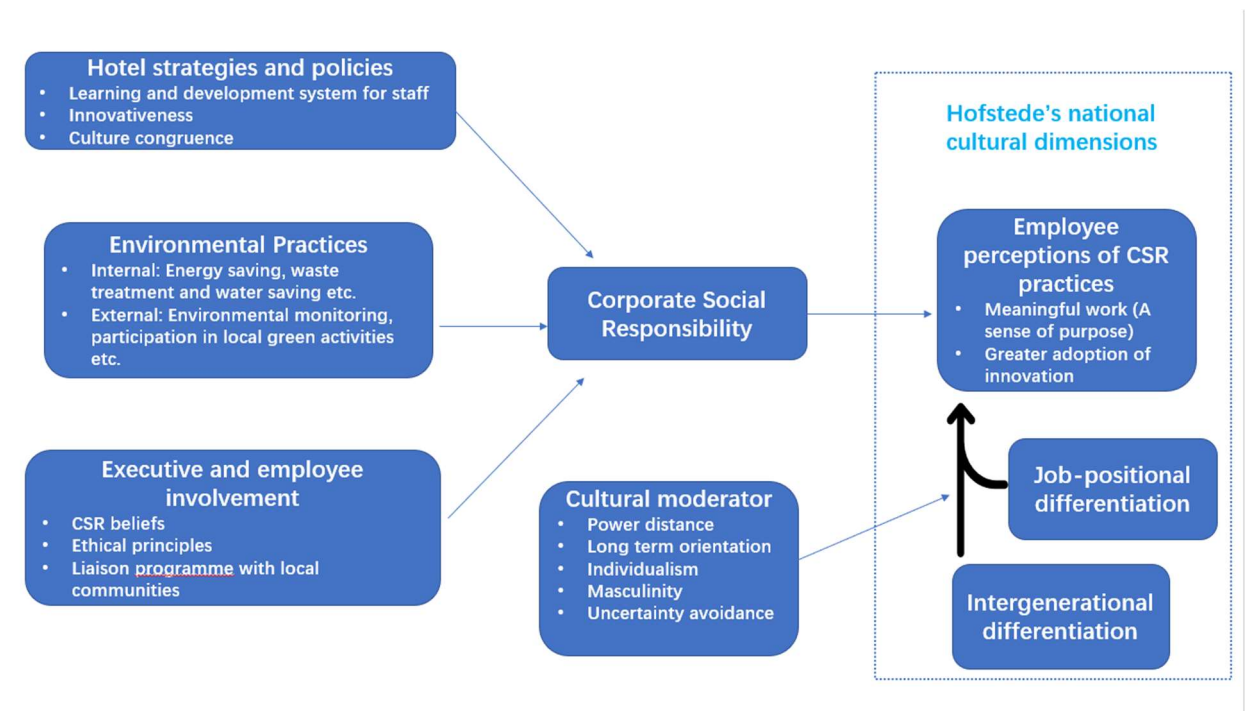 Hotel strategies and policies
• Learning and development system for staff
• Innovativeness
• Culture congruence
Environmental Practices
• Internal: Energy saving, waste
treatment and water saving etc.
• External: Environmental monitoring,
participation in local green activities
etc.
Executive and employee
involvement
• CSR beliefs
• Ethical principles
• Liaison programme with local
communities
Corporate Social
Responsibility
Cultural moderator
• Power distance
• Long term orientation
• Individualism
• Masculinity
• Uncertainty avoidance
Hofstede's national
cultural dimensions
Employee
perceptions of CSR
practices
• Meaningful work (A
sense of purpose)
• Greater adoption of
innovation
Job-positional
differentiation
Intergenerational
differentiation